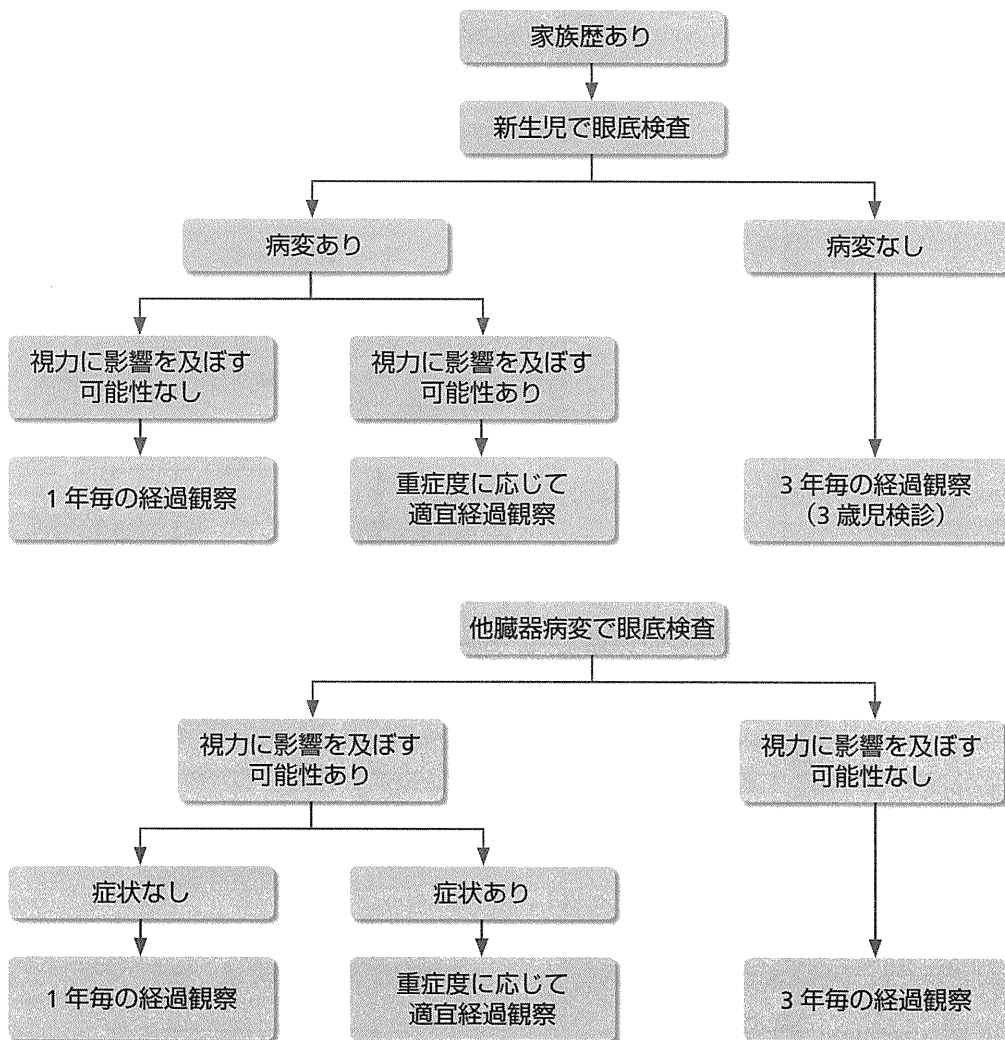 家族歴あり
新生児で眼底検査
病変あり
病変なし
視力に影響を及ぼす
可能性なし
視力に影響を及ぼす
可能性あり
1年毎の経過観察
重症度に応じて
適宜経過観察
3年毎の経過観察
（3歳児検診）
他臓器病変で眼底検査
視力に影響を及ぼす
可能性あり
視力に影響を及ぼす
可能性なし
症状なし
症状あり
1年毎の経過観察
重症度に応じて
適宜経過観察
3年毎の経過観察